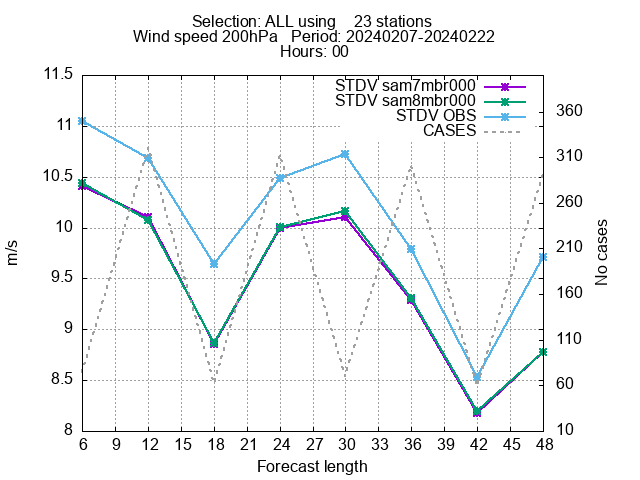 Selection: ALL using    23 stations
Wind speed 200hPa   Period: 20240207-20240222
Hours: 00
STDV sam7mbr000
STDV sam8mbr000
STDV OBS
CASES
11.5
11
10.5
10
9.5
9
8.5
8
m/s
360
310
260
210
160
110
60
10
No cases
6 9 12 15 18 21 24 27 30 33 36 39 42 45 48
Forecast length